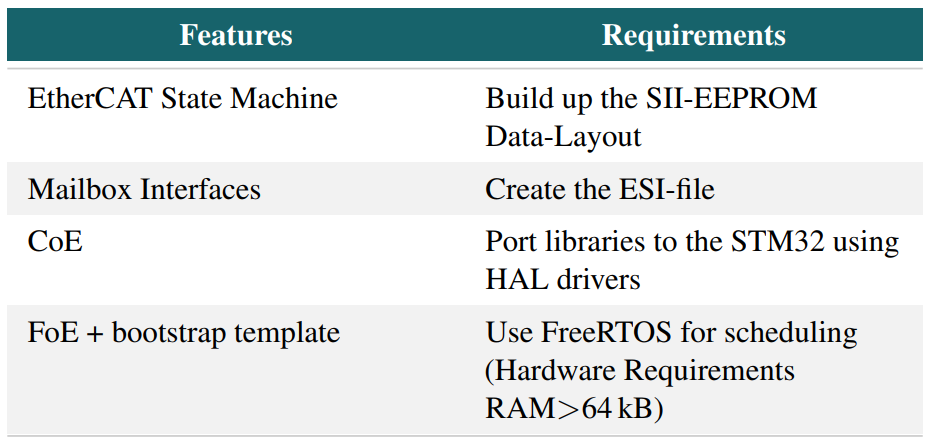 Features Requirements
EtherCAT State Machine Build up the SII-EEPROM
Data-Layout
Mailbox Interfaces Create the ESI-file
CoE Port libraries to the STM32 using
HAL drivers
FoE + bootstrap template Use FreeRTOS for scheduling
(Hardware Requirements
RAM>64 kB)